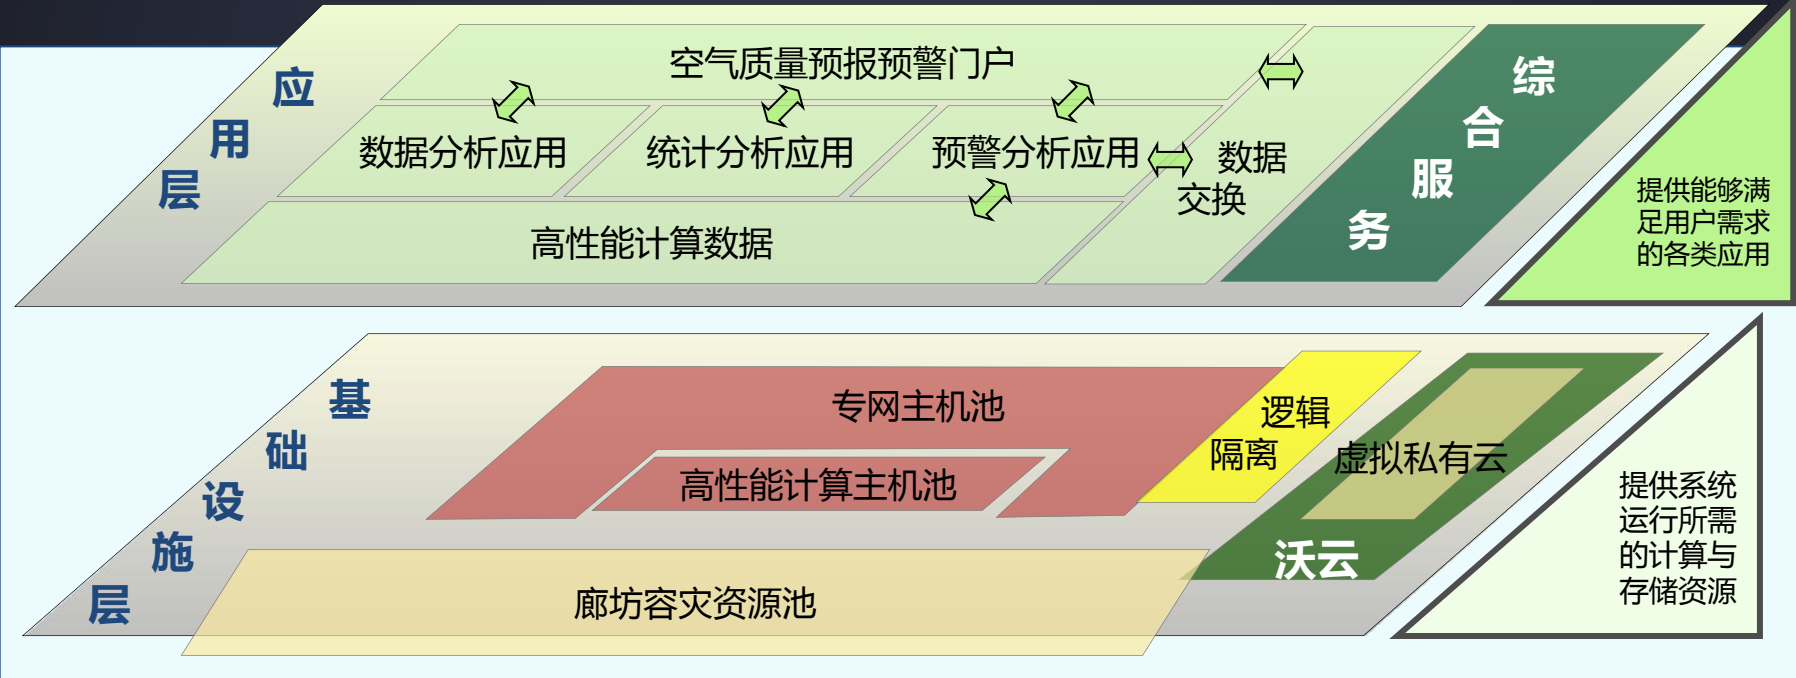 应用层
空气质量预报预警门户
数据分析应用
统计分析应用
预警分析应用
数据
交换
高性能计算数据
综合服务
提供能够满
足用户需求
的各类应用
基础设施层
专网主机池
高性能计算主机池
逻辑
隔离
虚拟私有云
沃云
廊坊容灾资源池
提供系统
运行所需
的计算与
存储资源